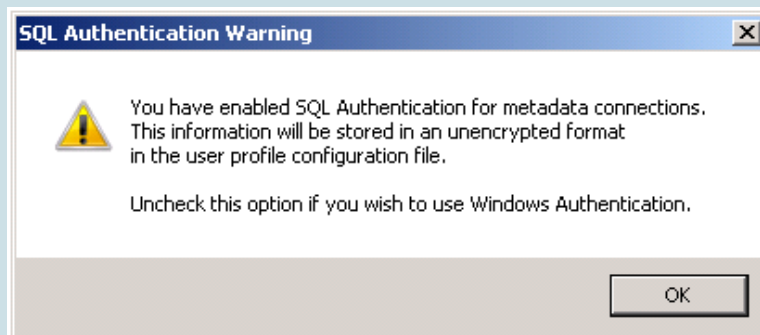 SQL Authentication Warning
You have enabled SQL Authentication for metadata connections.
This information will be stored in an unencrypted format
in the user profile configuration file.
Uncheck this option if you wish to use Windows Authentication.
OK